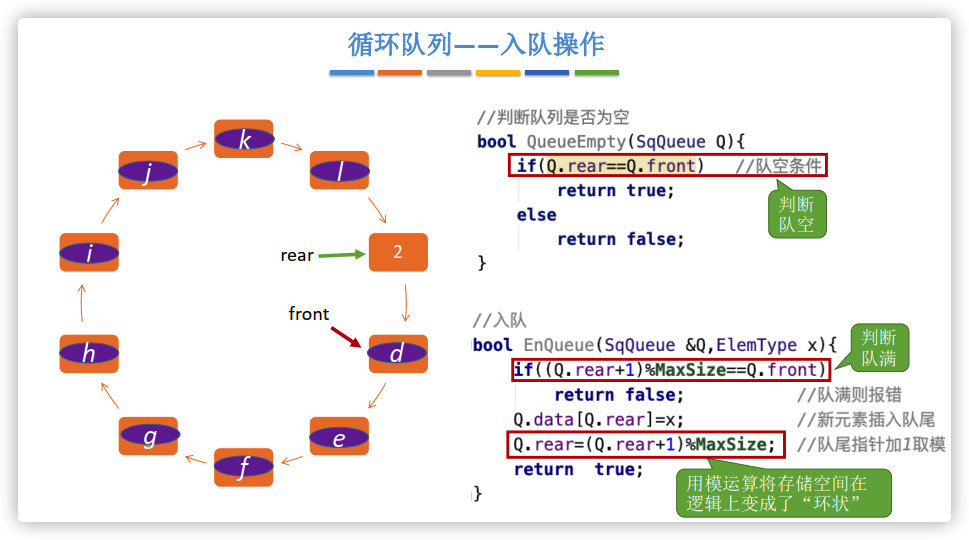 循环队列——入队操作
k
j
l
i
2
rear
front
h
d
g
e
f
//判断队列是否为空
bool QueueEmpty(SqQueue Q){
if(Q.rear==Q.front) //队空条件
return true;
else
return false;
}
判断
队空
//入队
bool EnQueue(SqQueue &Q,ElemType x){
if((Q.rear+1)%MaxSize==Q.front)
return false; //队满则报错
Q.data[Q.rear]=x; //新元素插入队尾
Q.rear=(Q.rear+1)%MaxSize; //队尾指针加1取模
return true;
}
判断
队满
用模运算将存储空间在
逻辑上变成了“环状”